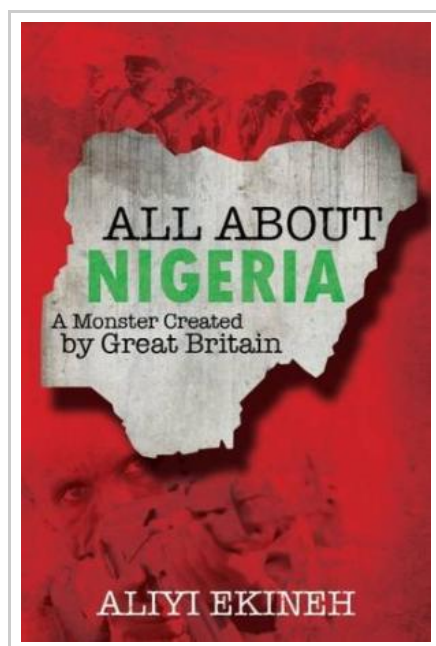 ALL ABOUT
NIGERIA
A Monster Created
by Great Britain
ALIYI EKINEH